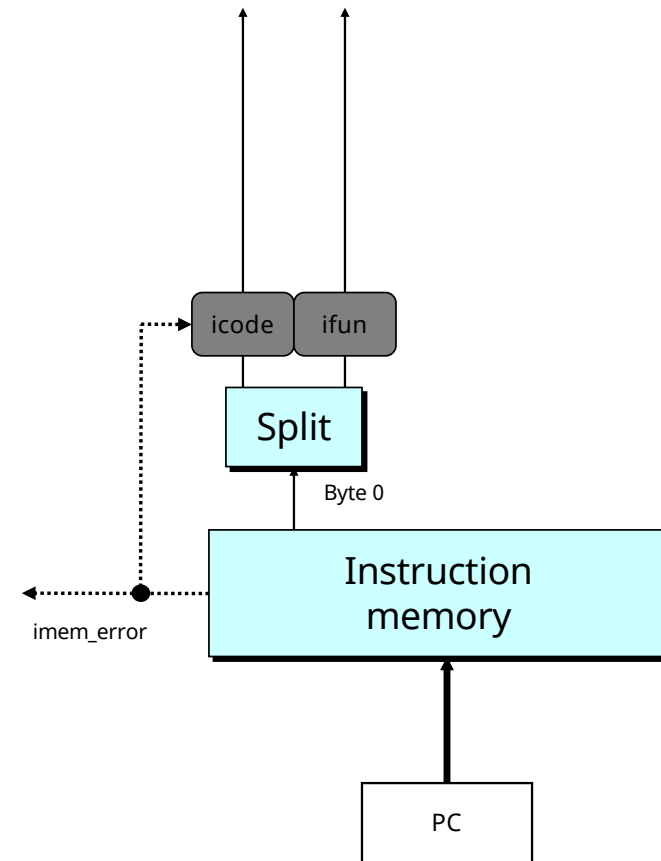 icode ifun
Split
Byte 0
Instruction
memory
imem_error
PC